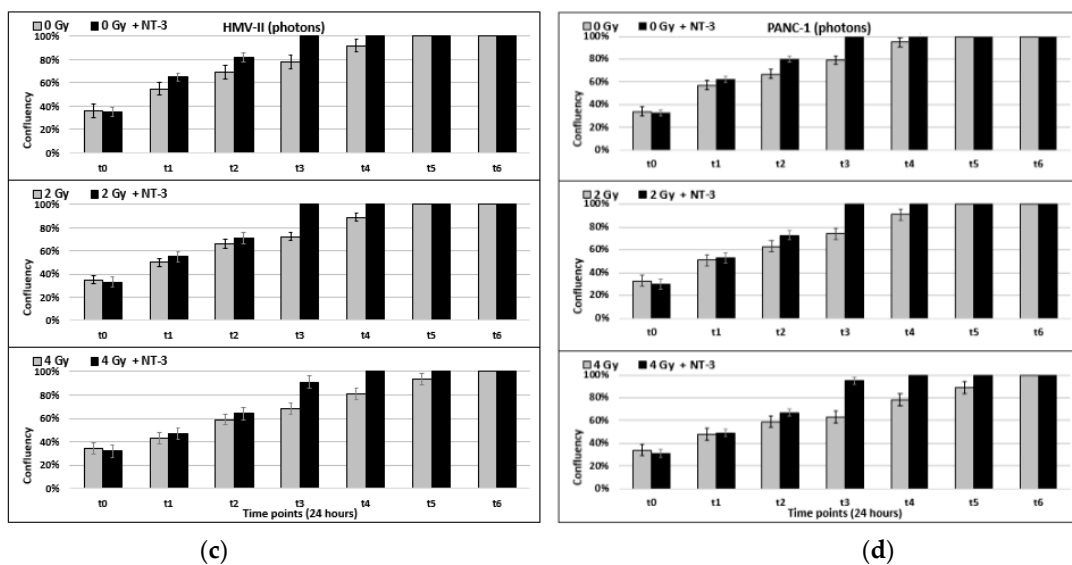 0 Gy 0 Gy + NT-3 HMV-II (photons)
100%
80%
60%
40%
20%
0%
Confluency
t0 t1 t2 t3 t4 t5 t6
2 Gy 2 Gy + NT-3
100%
80%
60%
40%
20%
0%
Confluency
t0 t1 t2 t3 t4 t5 t6
4 Gy 4 Gy + NT-3
100%
80%
60%
40%
20%
0%
Confluency
t0 t1 t2 t3 t4 t5 t6
Time points (24 hours)
(c)
0 Gy 0 Gy + NT-3 PANC-1 (photons)
100%
80%
60%
40%
20%
0%
Confluency
t0 t1 t2 t3 t4 t5 t6
2 Gy 2 Gy + NT-3
100%
80%
60%
40%
20%
0%
Confluency
t0 t1 t2 t3 t4 t5 t6
4 Gy 4 Gy + NT-3
100%
80%
60%
40%
20%
0%
Confluency
t0 t1 t2 t3 t4 t5 t6
Time points (24 hours)
(d)